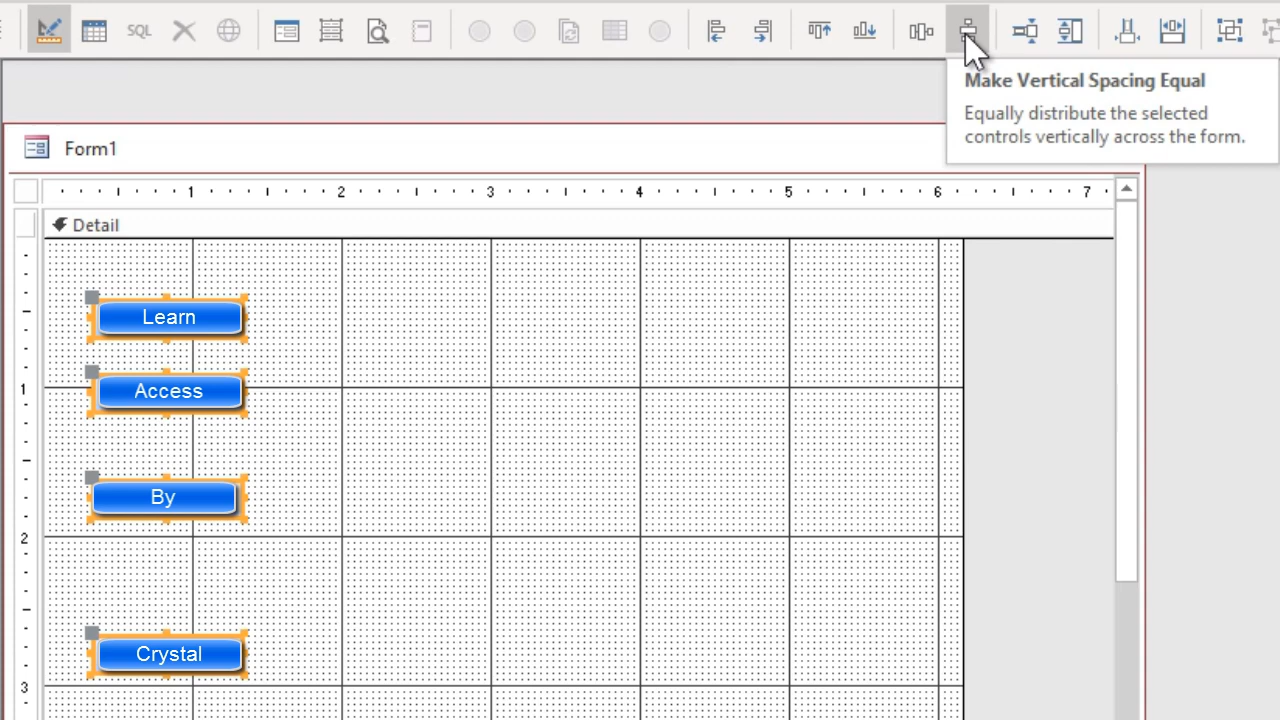 SQL
Make Vertical Spacing Equal
Equally distribute the selected
controls vertically across the form.
Form1
1 2 3 4 5 6 7
Detail
Learn
1
Access
By
2
Crystal
3